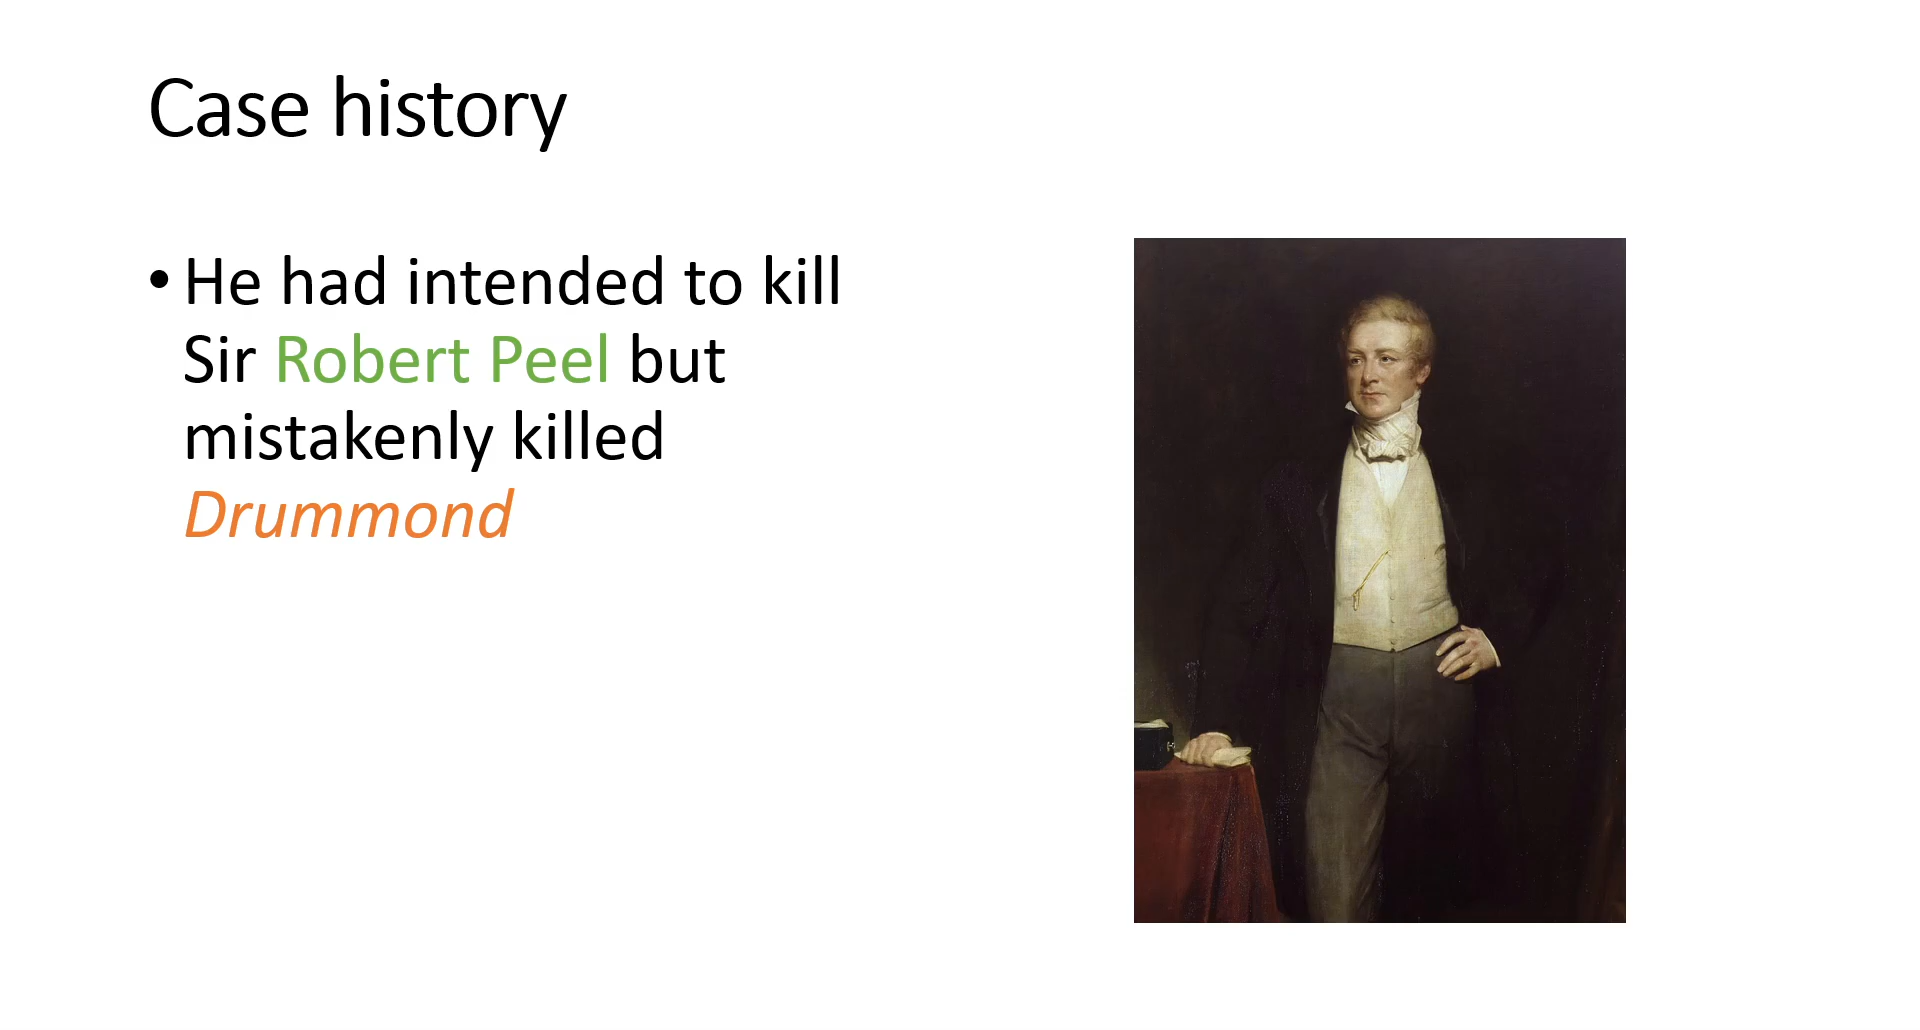 Case history
• He had intended to kill
Sir Robert Peel but
mistakenly killed
Drummond